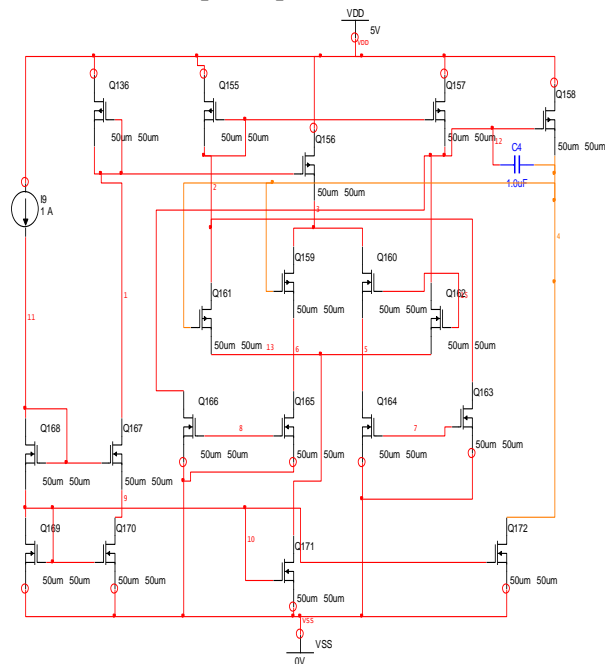 VDD
5V
VDD
Q136
Q155
Q157
Q158
50um 50um
50um 50um
50um 50um
50um 50um
Q156
50um 50um
12
C4
1.0uF
I9
1 A
2
3
4
Q159
Q160
Q161
Q162
50um 50um
50um 50um
50um 50um
50um 50um
1
11
13
6
5
Q163
Q166
Q165
Q164
8
7
50um 50um
50um 50um
50um 50um
50um 50um
Q168
Q167
50um 50um
50um 50um
9
Q169
Q170
10
Q171
Q172
50um 50um
50um 50um
50um 50um
50um 50um
VSS
VSS
0V